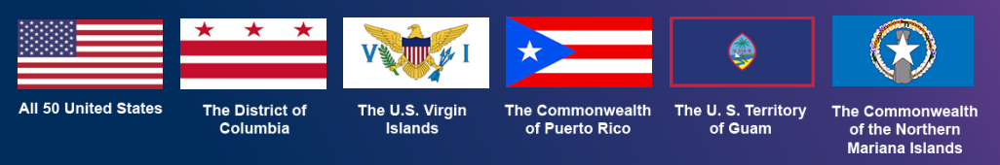 V I
All 50 United States
The District of
Columbia
The U.S. Virgin
Islands
The Commonwealth
of Puerto Rico
The U. S. Territory
of Guam
The Commonwealth
of the Northern
Mariana Islands